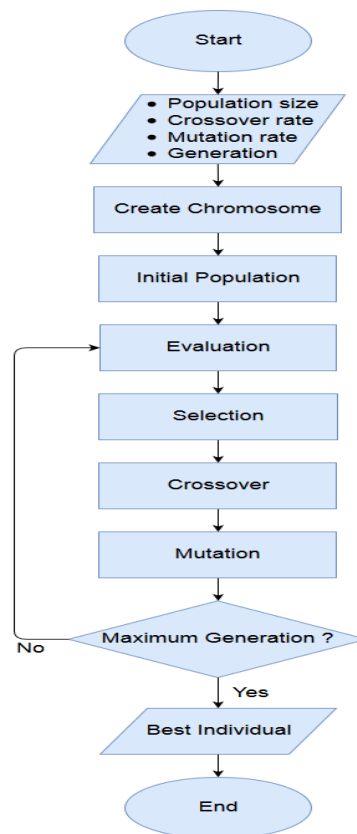 Start
• Population size
• Crossover rate
• Mutation rate
• Generation
Create Chromosome
Initial Population
Evaluation
Selection
Crossover
Mutation
Maximum Generation ?
No
Yes
Best Individual
End